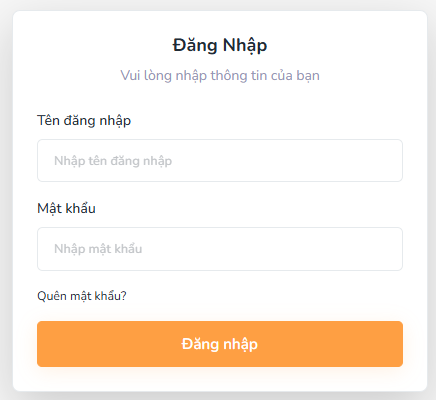 Đăng Nhập
Vui lòng nhập thông tin của bạn
Tên đăng nhập
Nhập tên đăng nhập
Mật khẩu
Nhập mật khẩu
Quên mật khẩu?
Đăng nhập